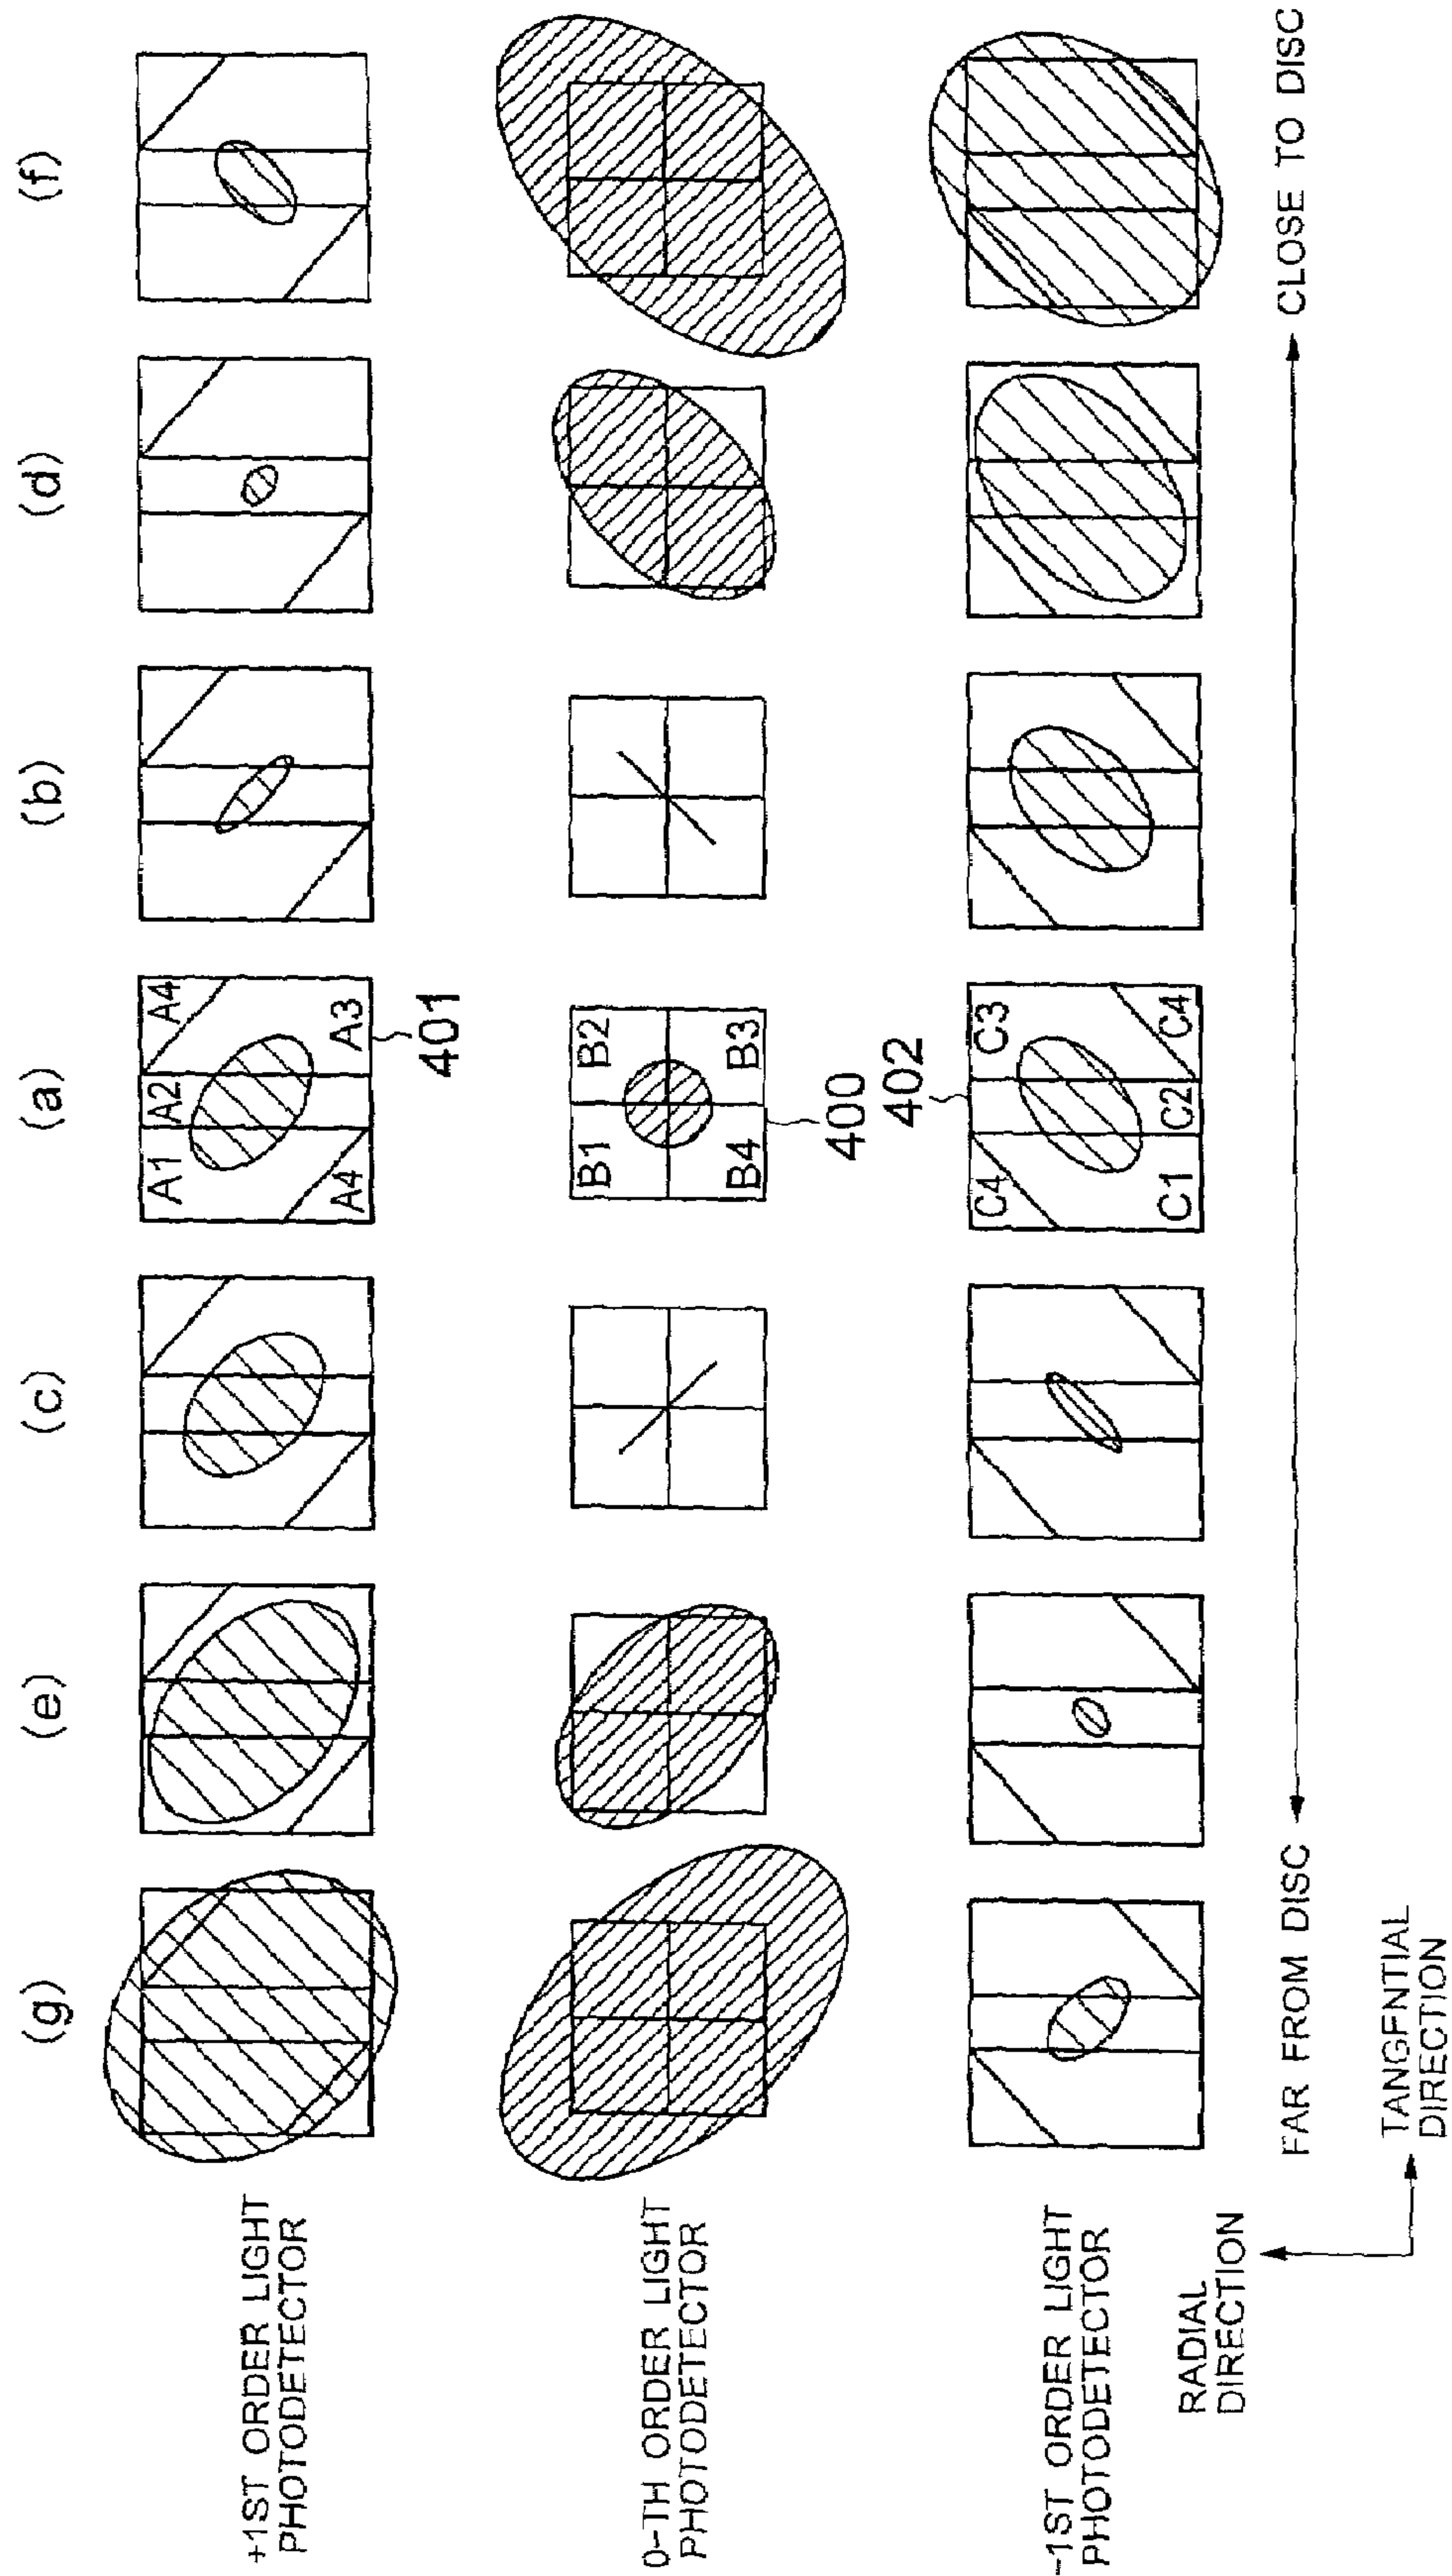 (g)
(e)
(c)
(a)
(b)
(d)
(f)
+1ST ORDER LIGHT
PHOTODETECTOR
A1
A2
A4
A4
A3
401
0-TH ORDER LIGHT
PHOTODETECTOR
B1
B2
B4
B3
400
-1ST ORDER LIGHT
PHOTODETECTOR
402
C4
C3
C1
C2
C4
FAR FROM DISC
CLOSE TO DISC
RADIAL
DIRECTION
TANGFNTIAL
DIRECTION